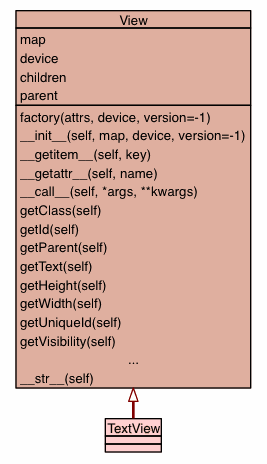 View
map
device
children
parent
factory(attrs, device, version=-1)
__init__(self, map, device, version=-1)
__getitem__(self, key)
__getattr__(self, name)
__call__(self, *args, **kwargs)
getClass(self)
getId(self)
getParent(self)
getText(self)
getHeight(self)
getWidth(self)
getUniqueId(self)
getVisibility(self)
...
__str__(self)
TextView